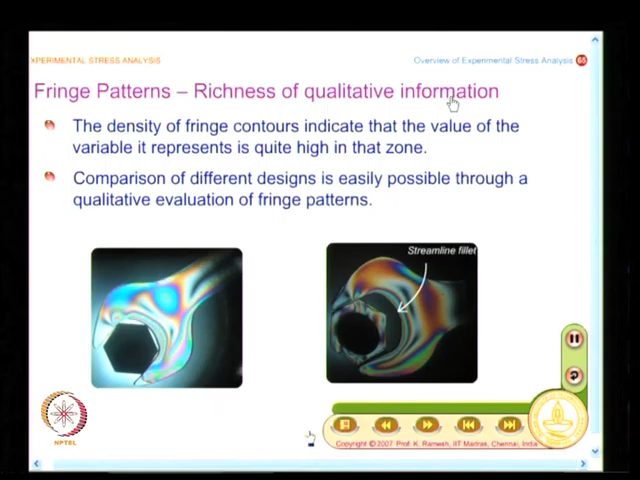 XPERIMENTAL STRESS ANALYSIS
Overview of Experimental Stress Analysis 65
Fringe Patterns – Richness of qualitative information
The density of fringe contours indicate that the value of the
variable it represents is quite high in that zone.
Comparison of different designs is easily possible through a
qualitative evaluation of fringe patterns.
Streamline fillet
NPTEL
Copyright © 2007 Prof. K. Ramesh, IIT Madras, Chennai, India